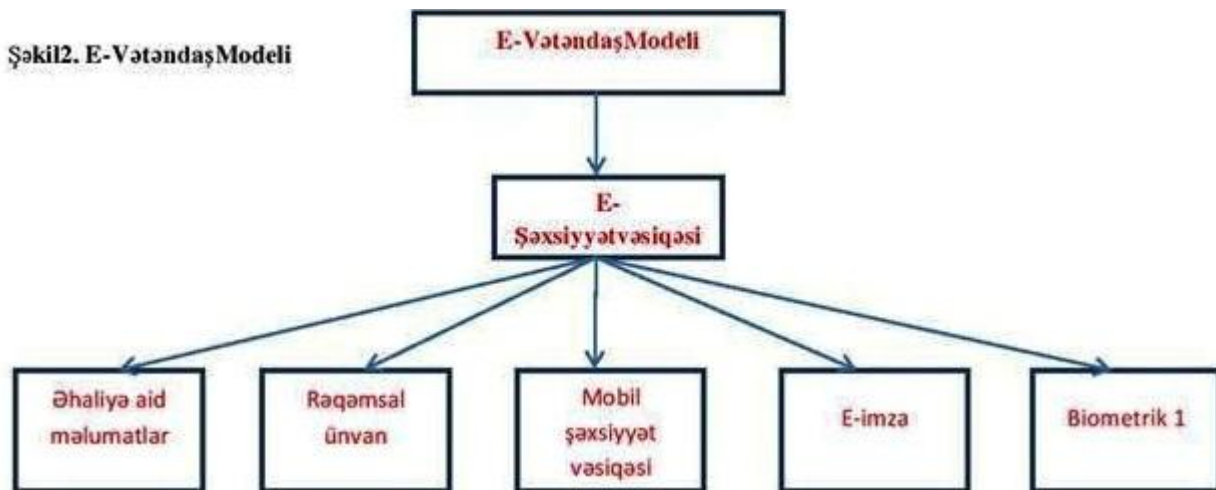 E-VətəndaşModeli
Şəkil2. E-VətəndaşModeli
E-
Şəxsiyyətvəsiqəsi
Əhaliyə aid
məlumatlar
Rəqəmsal
ünvan
Mobil
şəxsiyyət
vəsiqəsi
E-imza
Biometrik 1